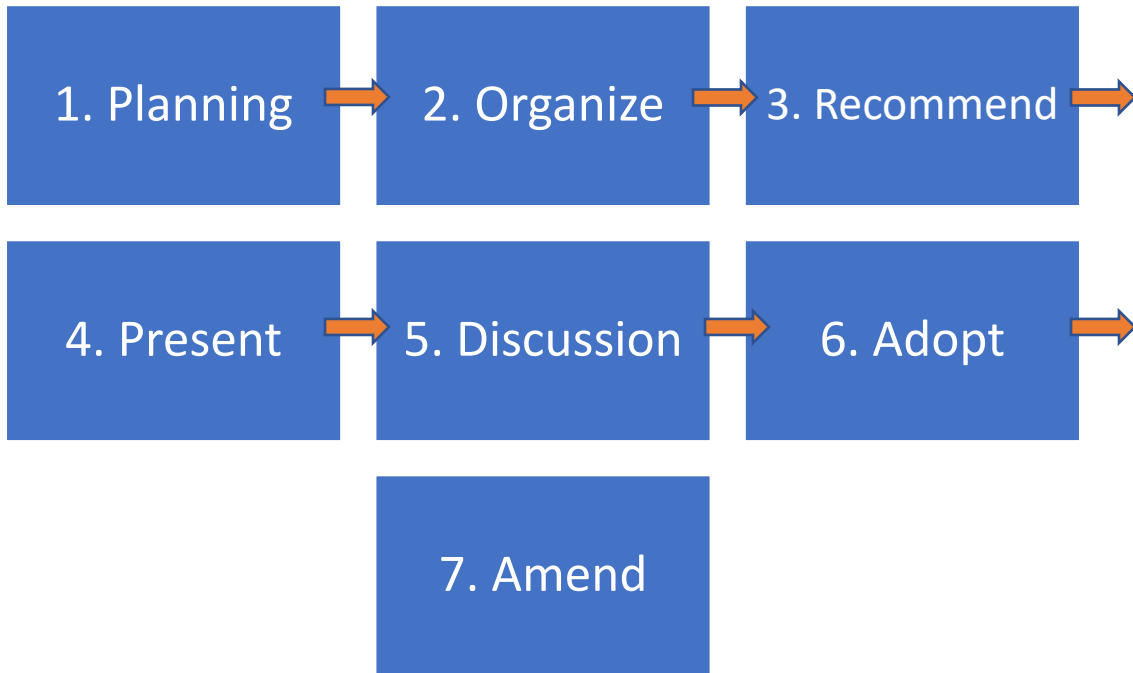 1. Planning
2. Organize
3. Recommend
4. Present
5. Discussion
6. Adopt
7. Amend